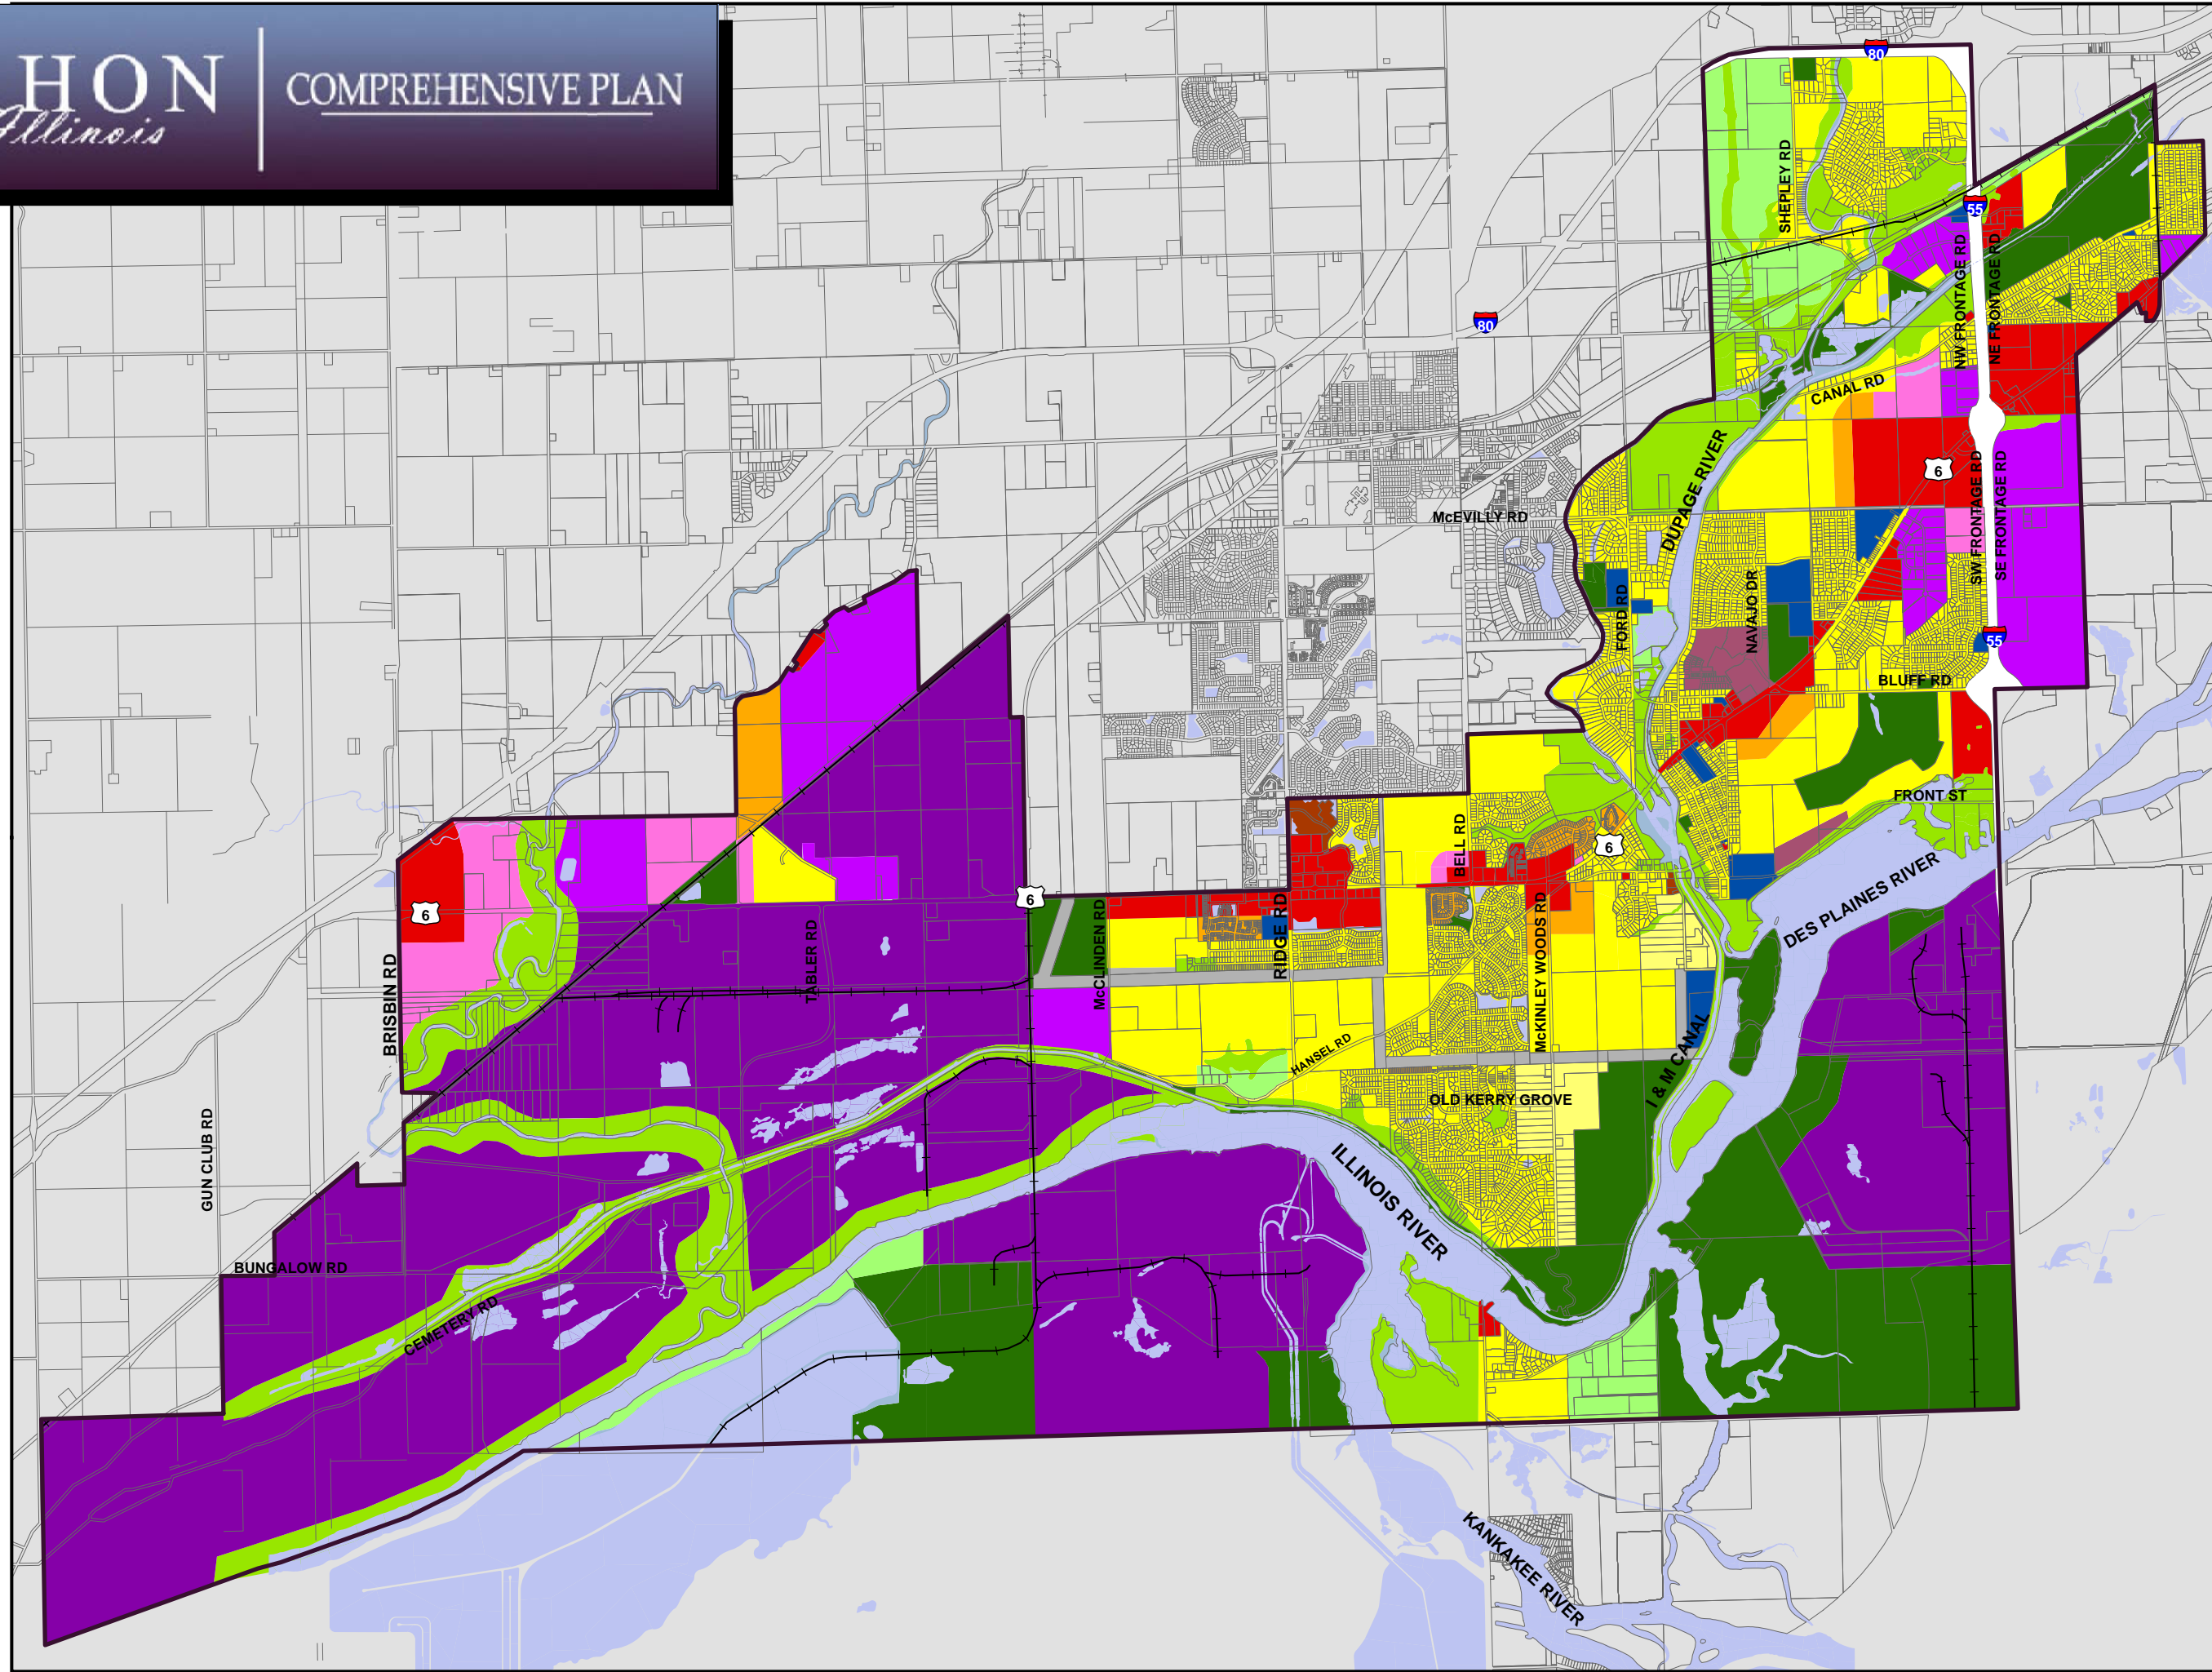 HON
Illinois
COMPREHENSIVE PLAN
80
SHEPLEY RD
55
NW FRONTAGE RD
NE FRONTAGE RD
80
CANAL RD
DUPAGE RIVER
6
SW FRONTAGE RD
SE FRONTAGE RD
McEVILLY RD
NAVAJO DR
FORD RD
55
BLUFF RD
FRONT ST
BELL RD
6
DES PLAINES RIVER
6
6
BRISBIN RD
TABLER RD
McCLINDEN RD
RIDGE RD
McKINLEY WOODS RD
I & M CANAL
HANSEL RD
OLD KERRY GROVE
GUN CLUB RD
ILLINOIS RIVER
BUNGALOW RD
CEMETERY RD
KANKAKEE RIVER